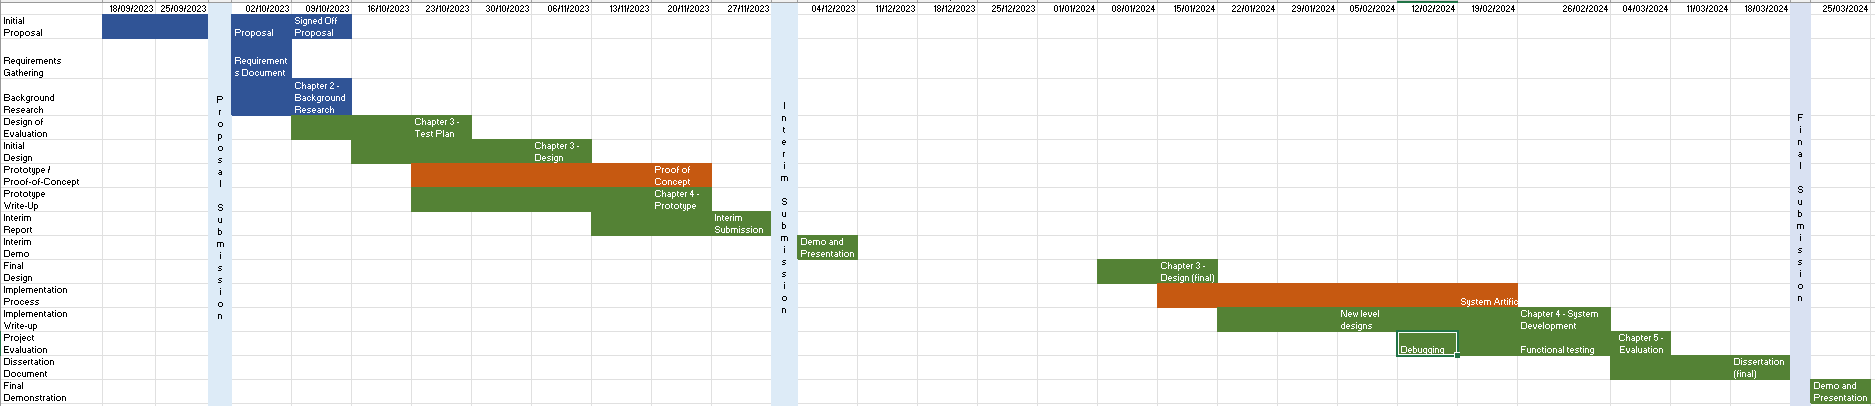 18/09/2023 25/09/2023 02/10/2023 09/10/2023 16/10/2023 23/10/2023 30/10/2023 06/11/2023 13/11/2023 20/11/2023 27/11/2023 04/12/2023 11/12/2023 18/12/2023 25/12/2023 01/01/2024 08/01/2024 15/01/2024 22/01/2024 29/01/2024 05/02/2024 12/02/2024 19/02/2024 26/02/2024 04/03/2024 11/03/2024 18/03/2024 25/03/2024
Initial
Proposal
Proposal
Signed Off
Proposal
Requirements
Gathering
Requirement
s Document
Background
Research
Chapter 2 -
Background
Research
Design of
Evaluation
Chapter 3 -
Test Plan
Initial
Design
Chapter 3 -
Design
Prototype /
Proof-of-Concept
Proof of
Concept
Prototype
Write-Up
Chapter 4 -
Prototype
Interim
Report
Interim
Submission
Interim
Demo
Demo and
Presentation
Final
Design
Chapter 3 -
Design (final)
Implementation
Process
System Artific
Implementation
Write-up
New level
designs
Chapter 4 - System
Development
Project
Evaluation
Debugging
Functional testing
Chapter 5 -
Evaluation
Dissertation
Document
Dissertation
(final)
Final
Demonstration
Demo and
Presentation
Proposal Submission
Interim Submission
Final Submission